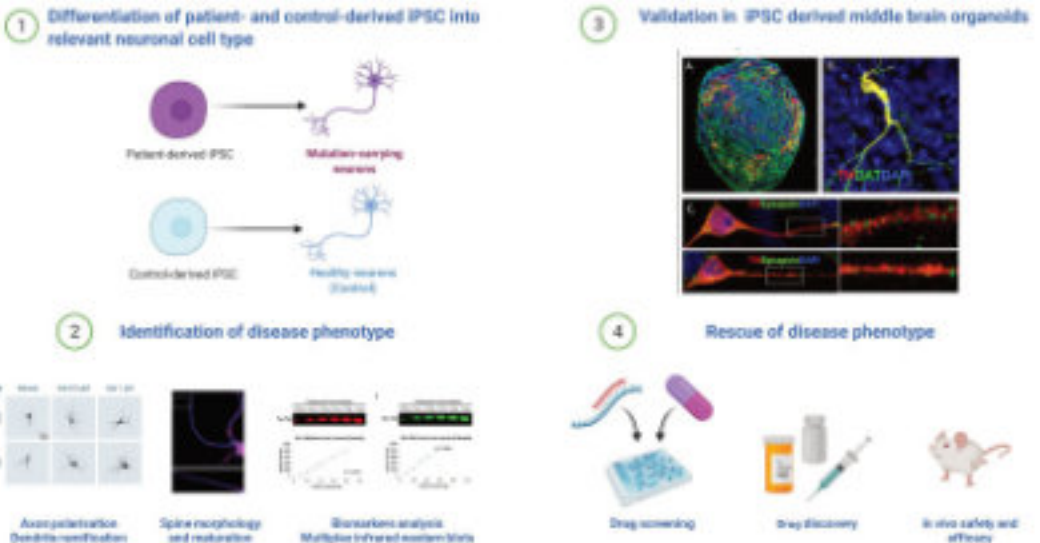 1
Differentiation of patient- and control-derived iPSC into
relevant neuronal cell type
Patient-derived iPSC
Mutation-carrying
neurons
Control-derived iPSC
Healthy neurons
(Control)
2
Identification of disease phenotype
Axon polarisation
Dendritic ramification
Spine morphology
and maturation
Biomarkers analysis
Multiplex infrared western blots
3
Validation in iPSC derived middle brain organoids
A
DAT
4
Rescue of disease phenotype
Drug screening
Drug discovery
In vivo safety and
efficacy